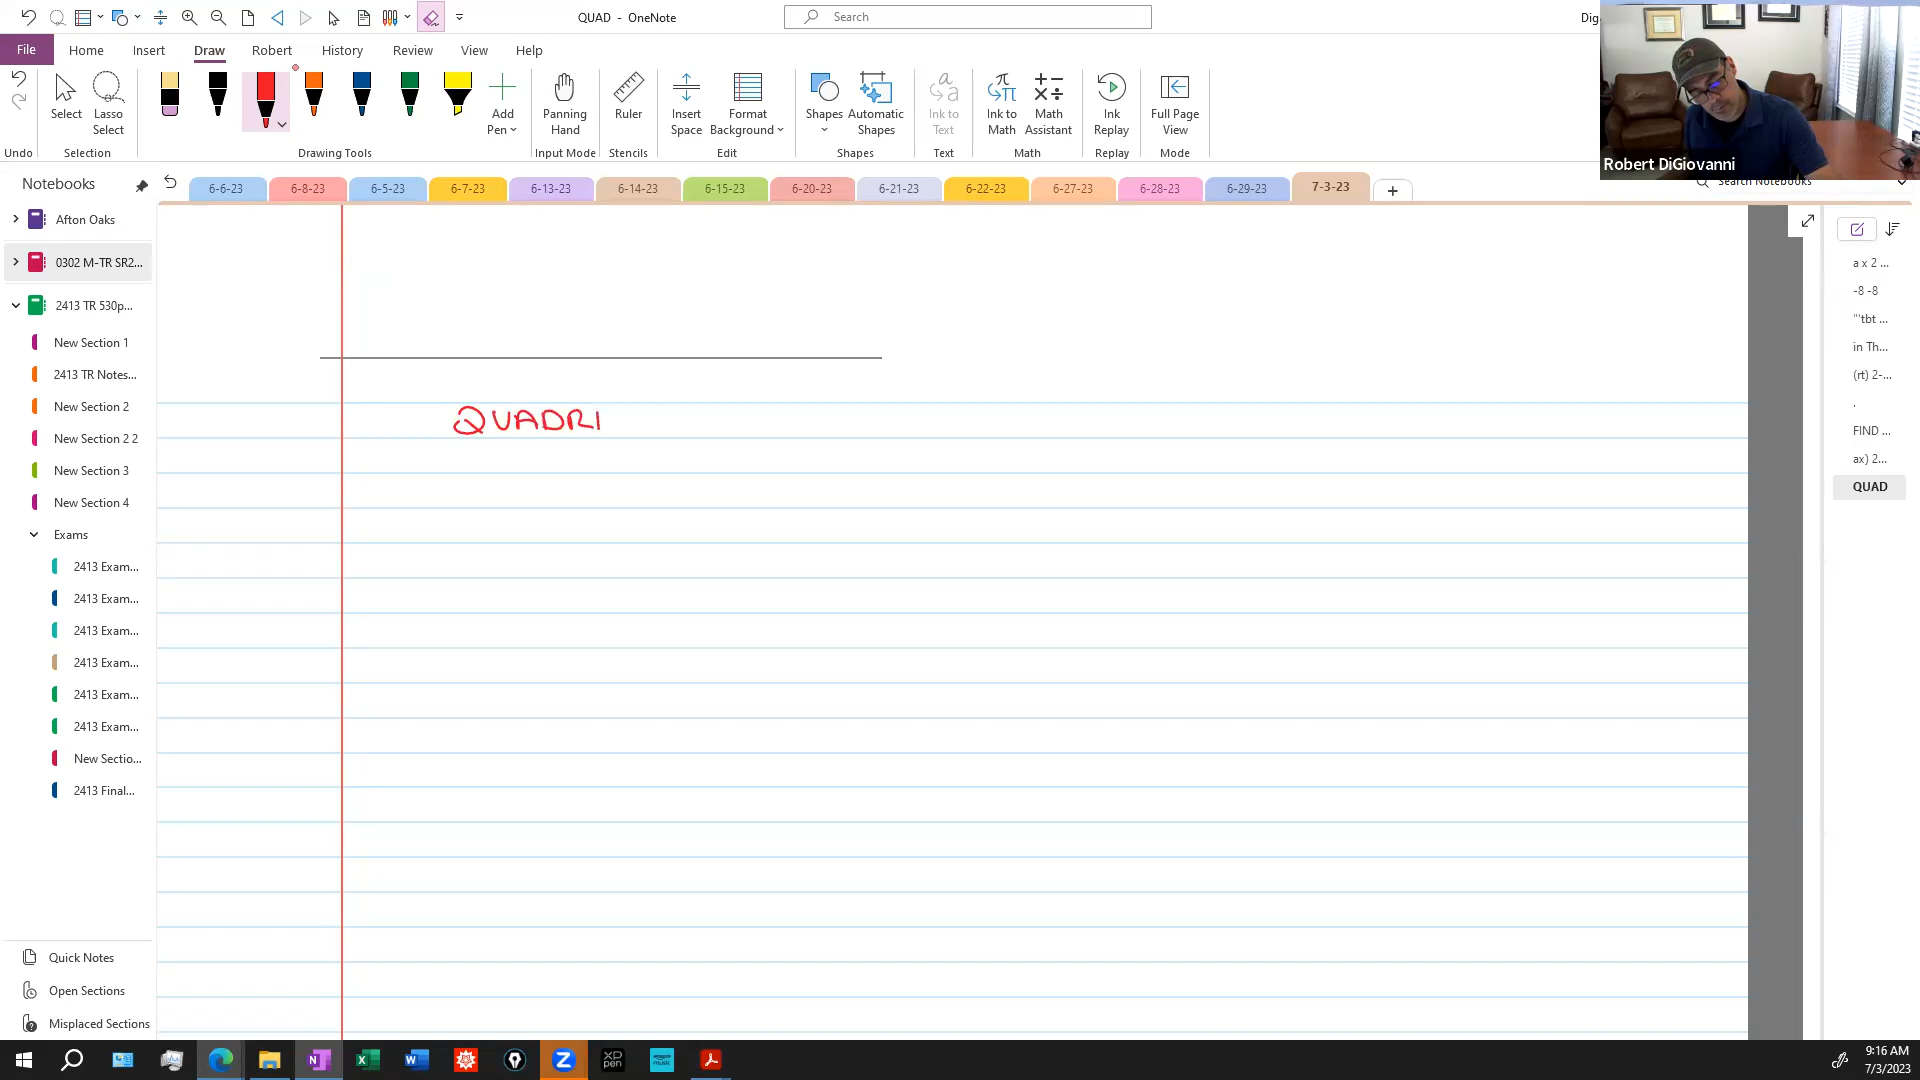 QUAD - OneNote
Search
Dig
File
Home
Insert
Draw
Robert
History
Review
View
Help
Select
Lasso
Select
Add
Pen
Panning
Hand
Ruler
Insert
Space
Format
Background
Shapes
Automatic
Shapes
Ink to
Text
Ink to
Math
Math
Assistant
Ink
Replay
Full Page
View
Undo
Selection
Drawing Tools
Input Mode
Stencils
Edit
Shapes
Text
Math
Replay
Mode
Robert DiGiovanni
Notebooks
6-6-23
6-8-23
6-5-23
6-7-23
6-13-23
6-14-23
6-15-23
6-20-23
6-21-23
6-22-23
6-27-23
6-28-23
6-29-23
7-3-23
+
Search Notebooks
Afton Oaks
0302 M-TR SR2...
2413 TR 530p...
New Section 1
2413 TR Notes...
New Section 2
New Section 2 2
New Section 3
New Section 4
Exams
2413 Exam...
2413 Exam...
2413 Exam...
2413 Exam...
2413 Exam...
2413 Exam...
New Sectio...
2413 Final...
Quick Notes
Open Sections
Misplaced Sections
QUADRI
a x 2 ...
-8 -8
"'tbt ...
in Th...
(rt) 2-...
.
FIND ...
ax) 2...
QUAD
XP
pen
amazon
music
9:16 AM
7/3/2023